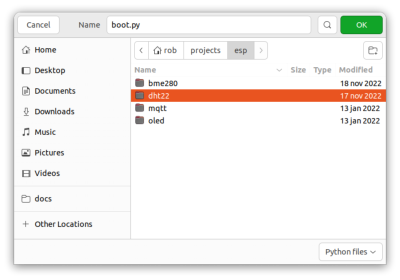 Cancel Name boot.py OK
Home
Desktop
Documents
Downloads
Music
Pictures
Videos
docs
Other Locations
rob projects esp
Name Size Type Modified
bme280 18 nov 2022
dht22 17 nov 2022
mqtt 13 jan 2022
oled 13 jan 2022
Python files